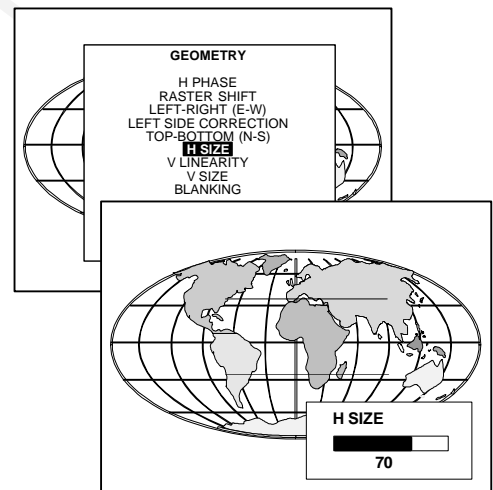 GEOMETRY
H PHASE
RASTER SHIFT
LEFT-RIGHT (E-W)
LEFT SIDE CORRECTION
TOP-BOTTOM (N-S)
H SIZE
V LINEARITY
V SIZE
BLANKING
H SIZE
70